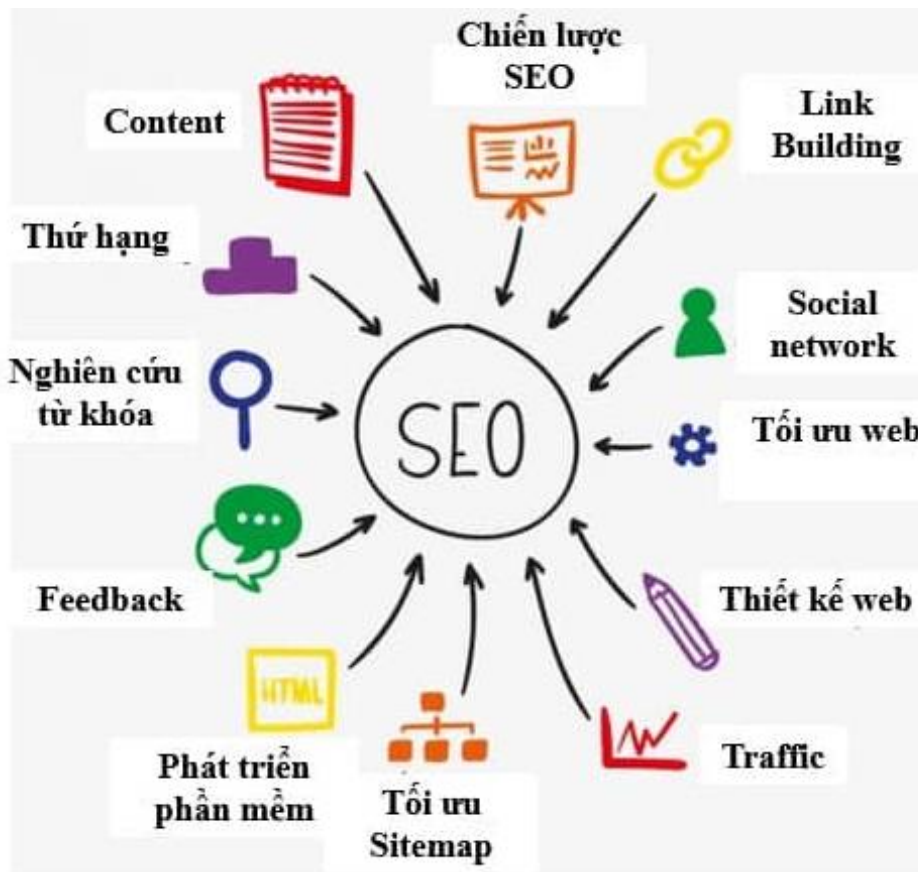 Chiến lược
SEO
Content
Link
Building
Thứ hạng
Social
network
Nghiên cứu
từ khóa
SEO
Tối ưu web
Feedback
Thiết kế web
HTML
Phát triển
phần mềm
Tối ưu
Sitemap
Traffic